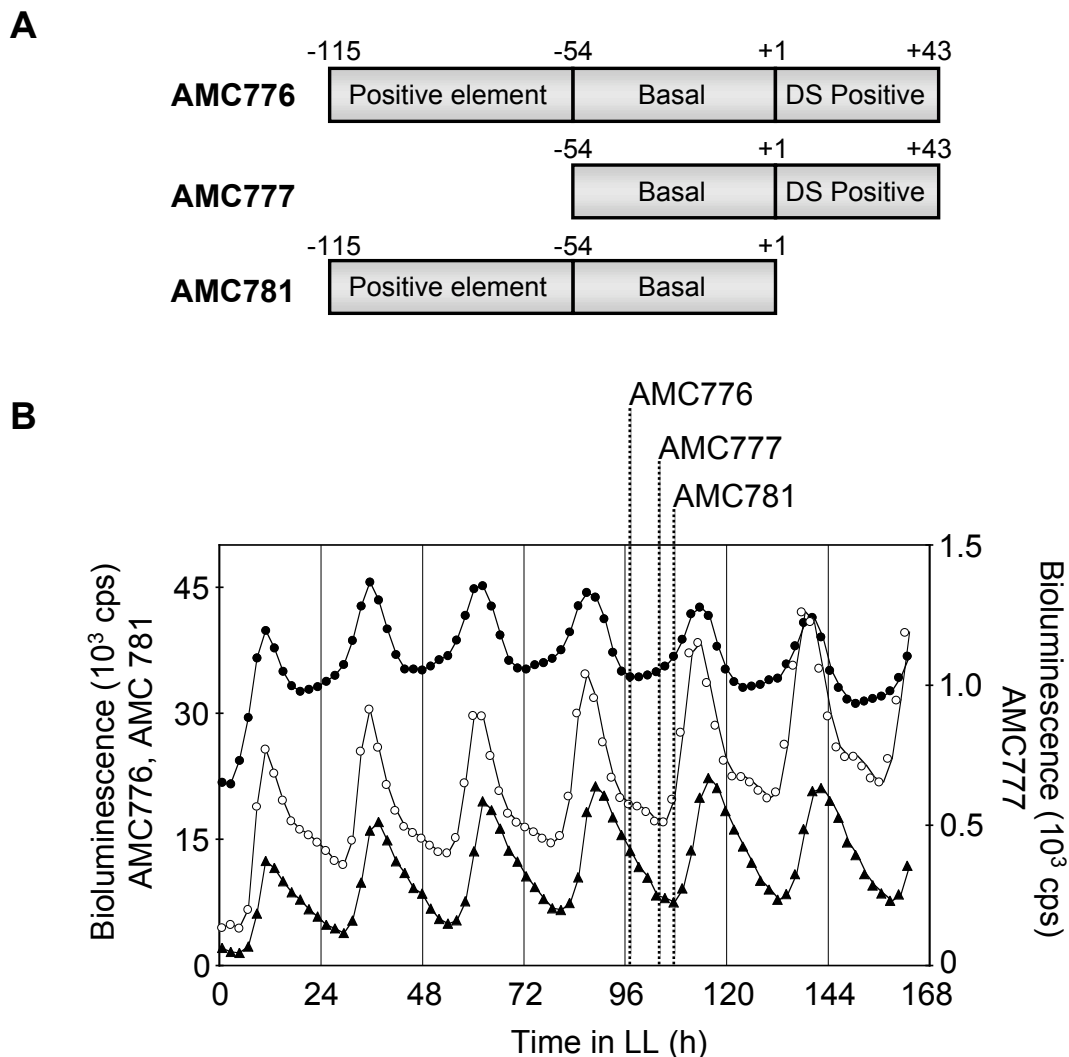 A
-115 -54 +1 +43
AMC776 Positive element Basal DS Positive
-54 +1 +43
AMC777 Basal DS Positive
-115 -54 +1
AMC781 Positive element Basal
B
AMC776
AMC777
AMC781
Bioluminescence (10³ cps)
AMC776, AMC 781
45
30
15
0
1.5
1.0
0.5
0
Bioluminescence (10³ cps)
AMC777
0 24 48 72 96 120 144 168
Time in LL (h)